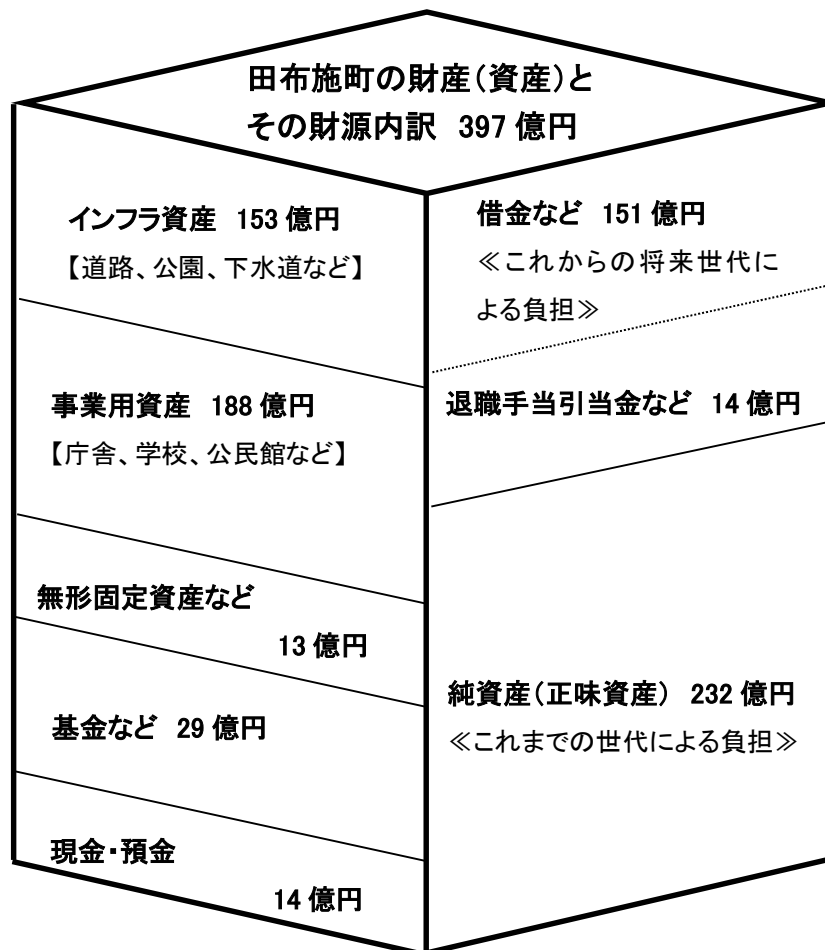 田布施町の財産(資産)と
その財源内訳 397 億円
インフラ資産 153 億円
【道路、公園、下水道など】
事業用資産 188 億円
【庁舎、学校、公民館など】
無形固定資産など
13 億円
基金など 29 億円
現金・預金
14 億円
借金など 151 億円
≪これからの将来世代に
よる負担≫
退職手当引当金など 14 億円
純資産(正味資産) 232 億円
≪これまでの世代による負担≫